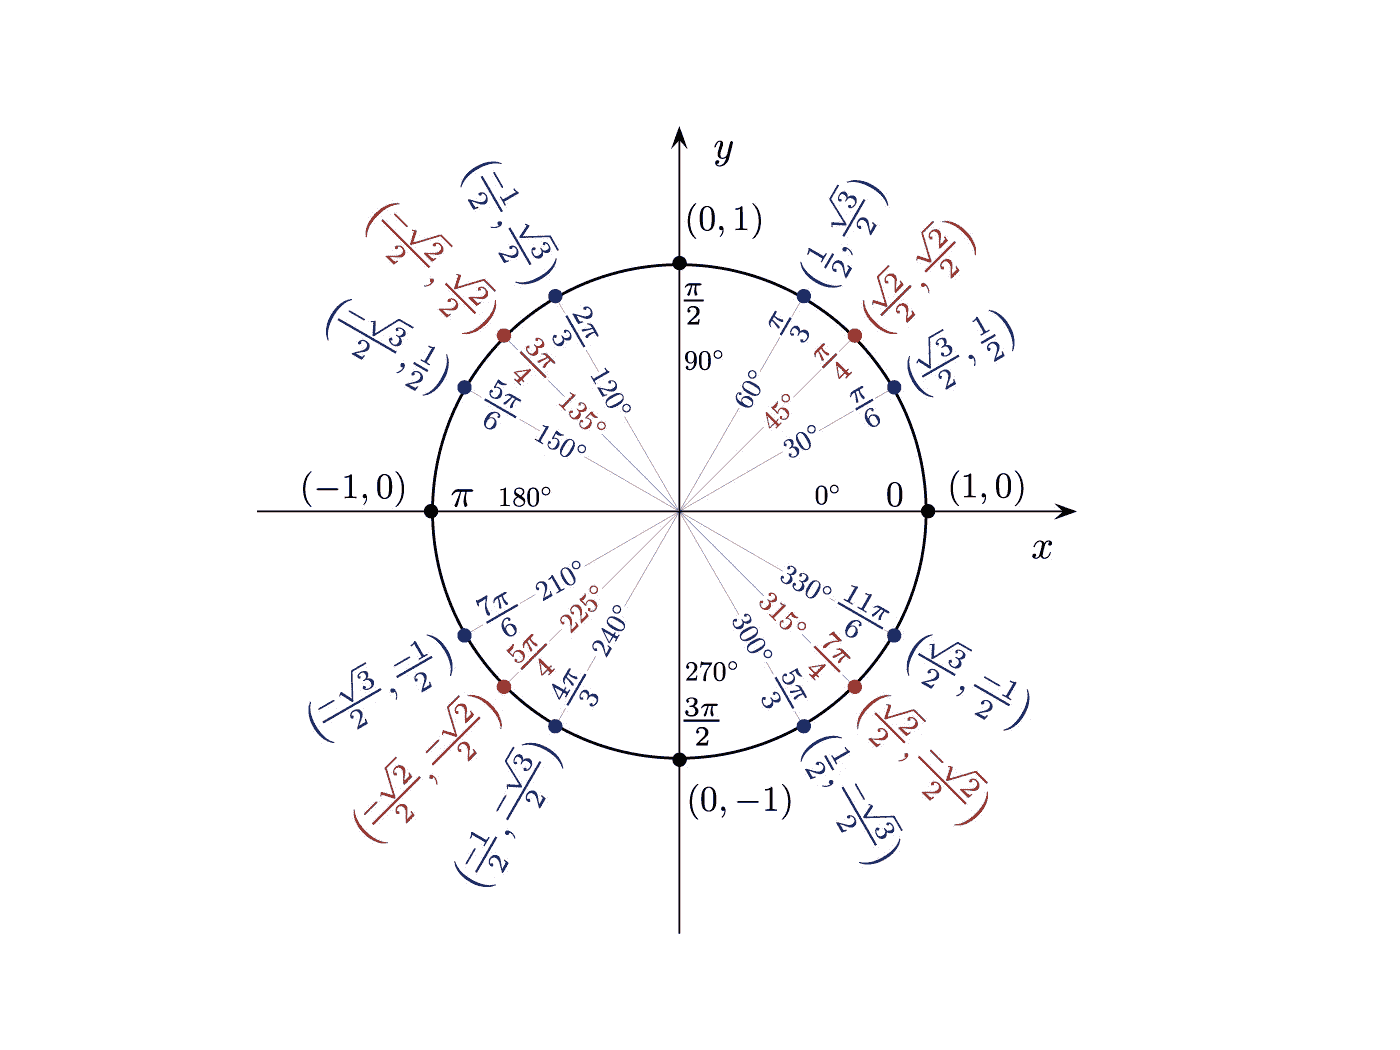 y
(0, 1)
π/2
90°
(1/2, √3/2)
π/3
60°
(√2/2, √2/2)
π/4
45°
(√3/2, 1/2)
π/6
30°
(1, 0)
0
0°
x
(−1/2, √3/2)
2π/3
120°
(−√2/2, √2/2)
3π/4
135°
(−√3/2, 1/2)
5π/6
150°
(−1, 0)
π
180°
(−√3/2, −1/2)
7π/6
210°
(−√2/2, −√2/2)
5π/4
225°
(−1/2, −√3/2)
4π/3
240°
270°
3π/2
(0, −1)
(1/2, −√3/2)
5π/3
300°
(√2/2, −√2/2)
7π/4
315°
(√3/2, −1/2)
11π/6
330°